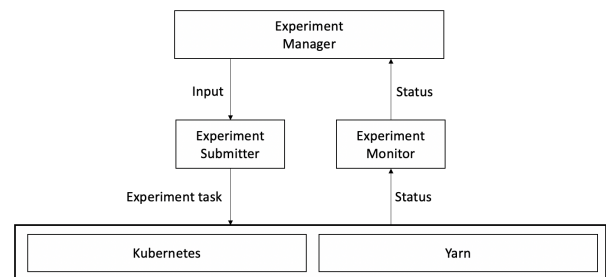 Experiment
Manager
Input
Status
Experiment
Submitter
Experiment
Monitor
Experiment task
Status
Kubernetes
Yarn